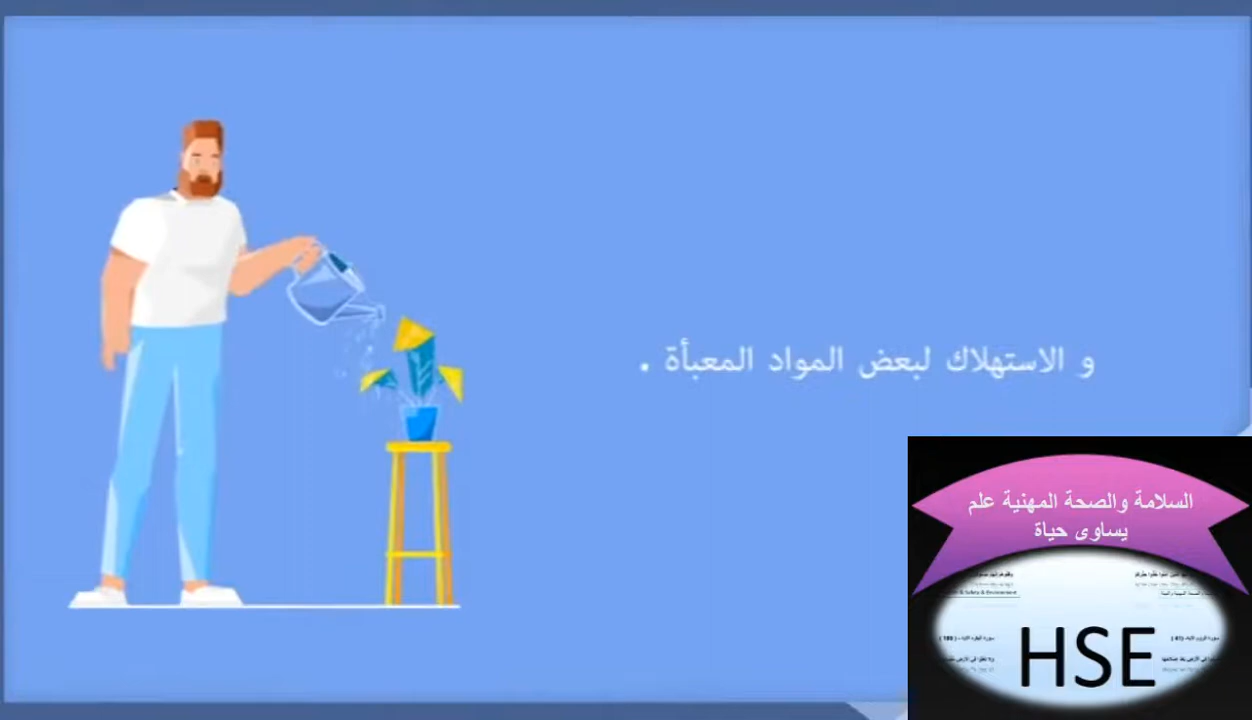 و الاستهلاك لبعض المواد المعبأة .
السلامة والصحة المهنية علم
يساوى حياة
HSE